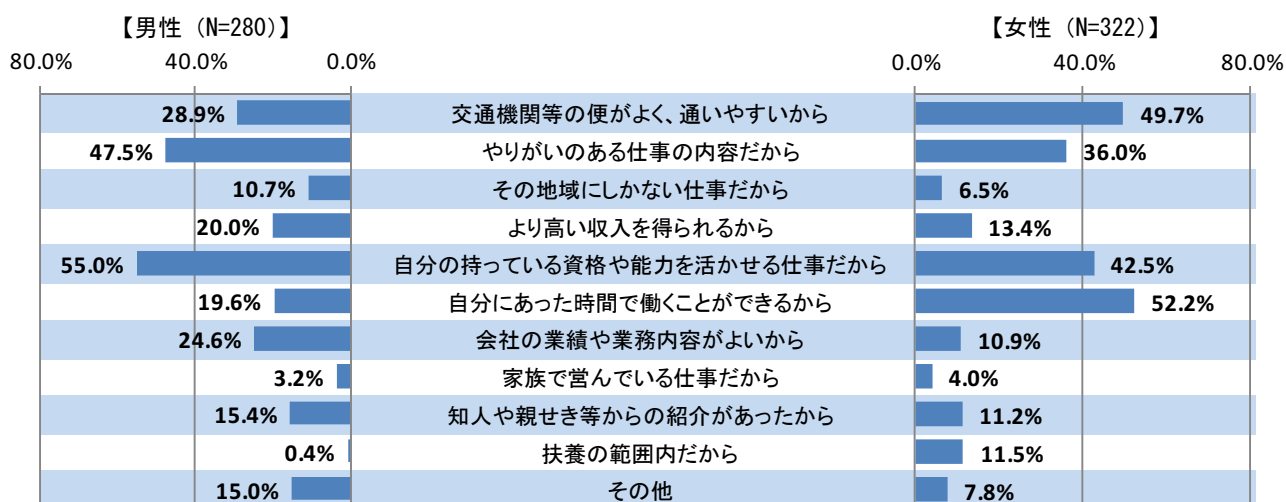 【男性 (N=280)】 【女性 (N=322)】
80.0% 40.0% 0.0% 0.0% 40.0% 80.0%
28.9% 交通機関等の便がよく、通いやすいから 49.7%
47.5% やりがいのある仕事の内容だから 36.0%
10.7% その地域にしかない仕事だから 6.5%
20.0% より高い収入を得られるから 13.4%
55.0% 自分の持っている資格や能力を活かせる仕事だから 42.5%
19.6% 自分にあった時間で働くことができるから 52.2%
24.6% 会社の業績や業務内容がよいから 10.9%
3.2% 家族で営んでいる仕事だから 4.0%
15.4% 知人や親せき等からの紹介があったから 11.2%
0.4% 扶養の範囲内だから 11.5%
15.0% その他 7.8%